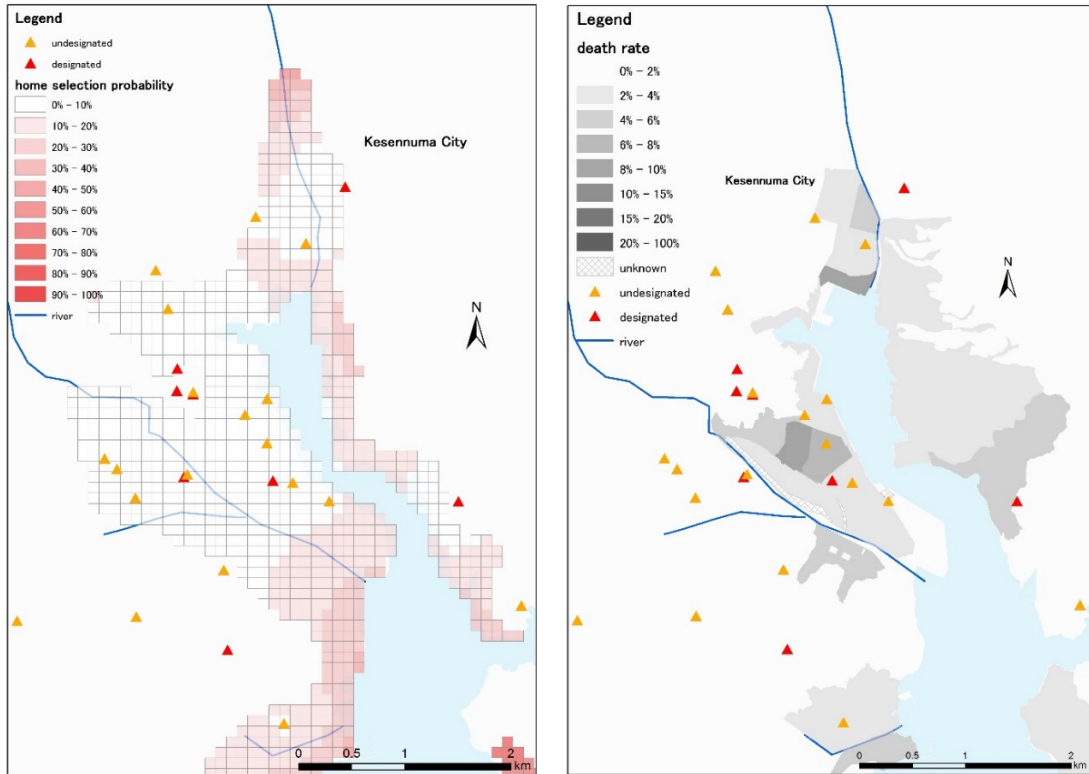 Legend
undesignated
designated
home selection probability
0% - 10%
10% - 20%
20% - 30%
30% - 40%
40% - 50%
50% - 60%
60% - 70%
70% - 80%
80% - 90%
90% - 100%
river
Kesennuma City
N
0 0.5 1 2
km
Legend
death rate
0% - 2%
2% - 4%
4% - 6%
6% - 8%
8% - 10%
10% - 15%
15% - 20%
20% - 100%
unknown
undesignated
designated
river
Kesennuma City
N
0 0.5 1 2
km